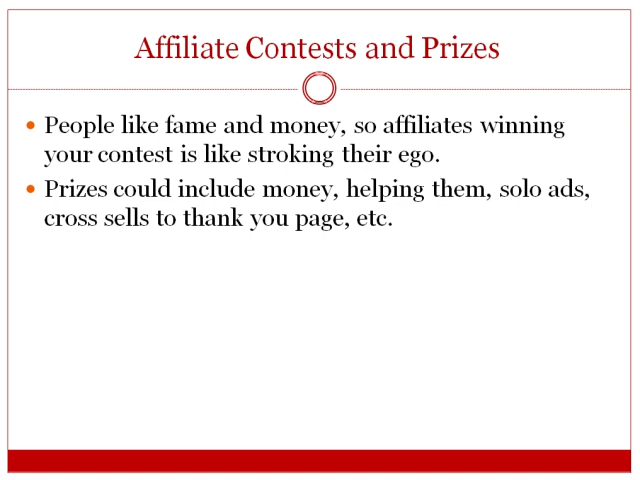 Affiliate Contests and Prizes
People like fame and money, so affiliates winning
your contest is like stroking their ego.
Prizes could include money, helping them, solo ads,
cross sells to thank you page, etc.